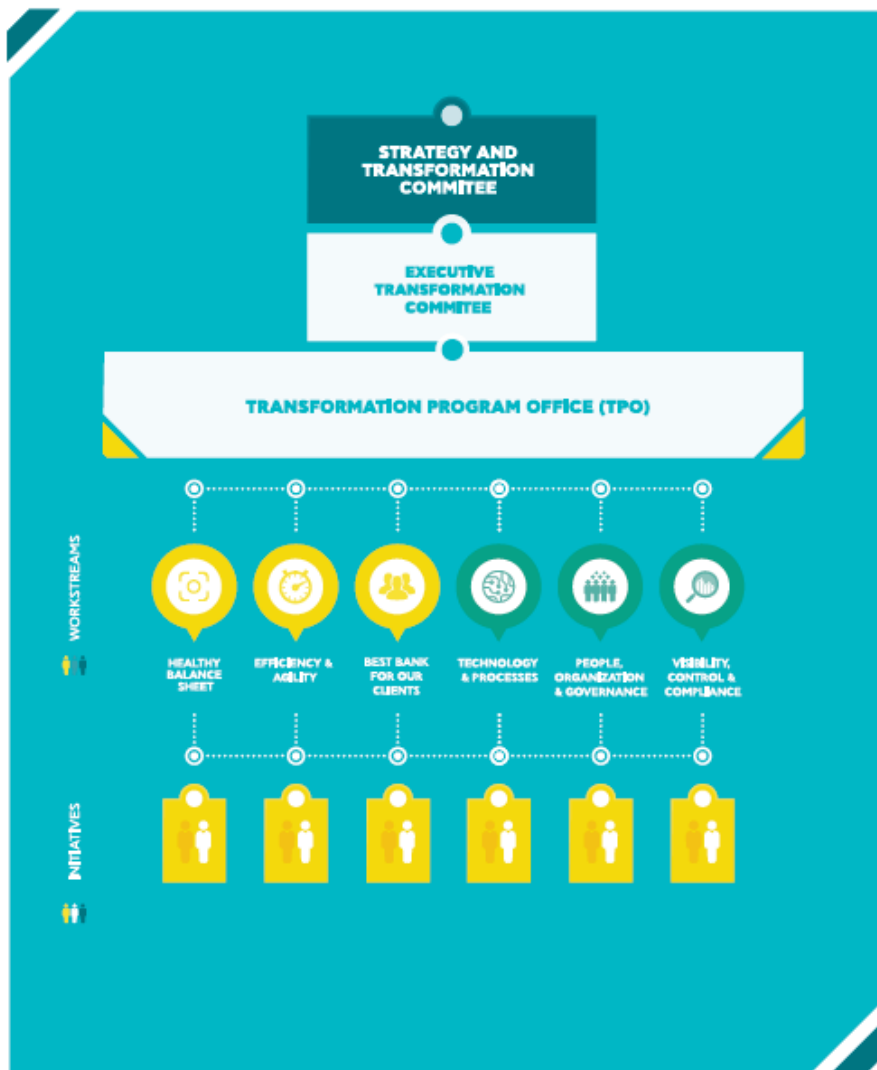 STRATEGY AND
TRANSFORMATION
COMMITEE
EXECUTIVE
TRANSFORMATION
COMMITEE
TRANSFORMATION PROGRAM OFFICE (TPO)
WORKSTREAMS
HEALTHY
BALANCE
SHEET
EFFICIENCY &
AGILITY
BEST BANK
FOR OUR
CLIENTS
TECHNOLOGY
& PROCESSES
PEOPLE,
ORGANIZATION
& GOVERNANCE
VISIBILITY,
CONTROL &
COMPLIANCE
INITIATIVES